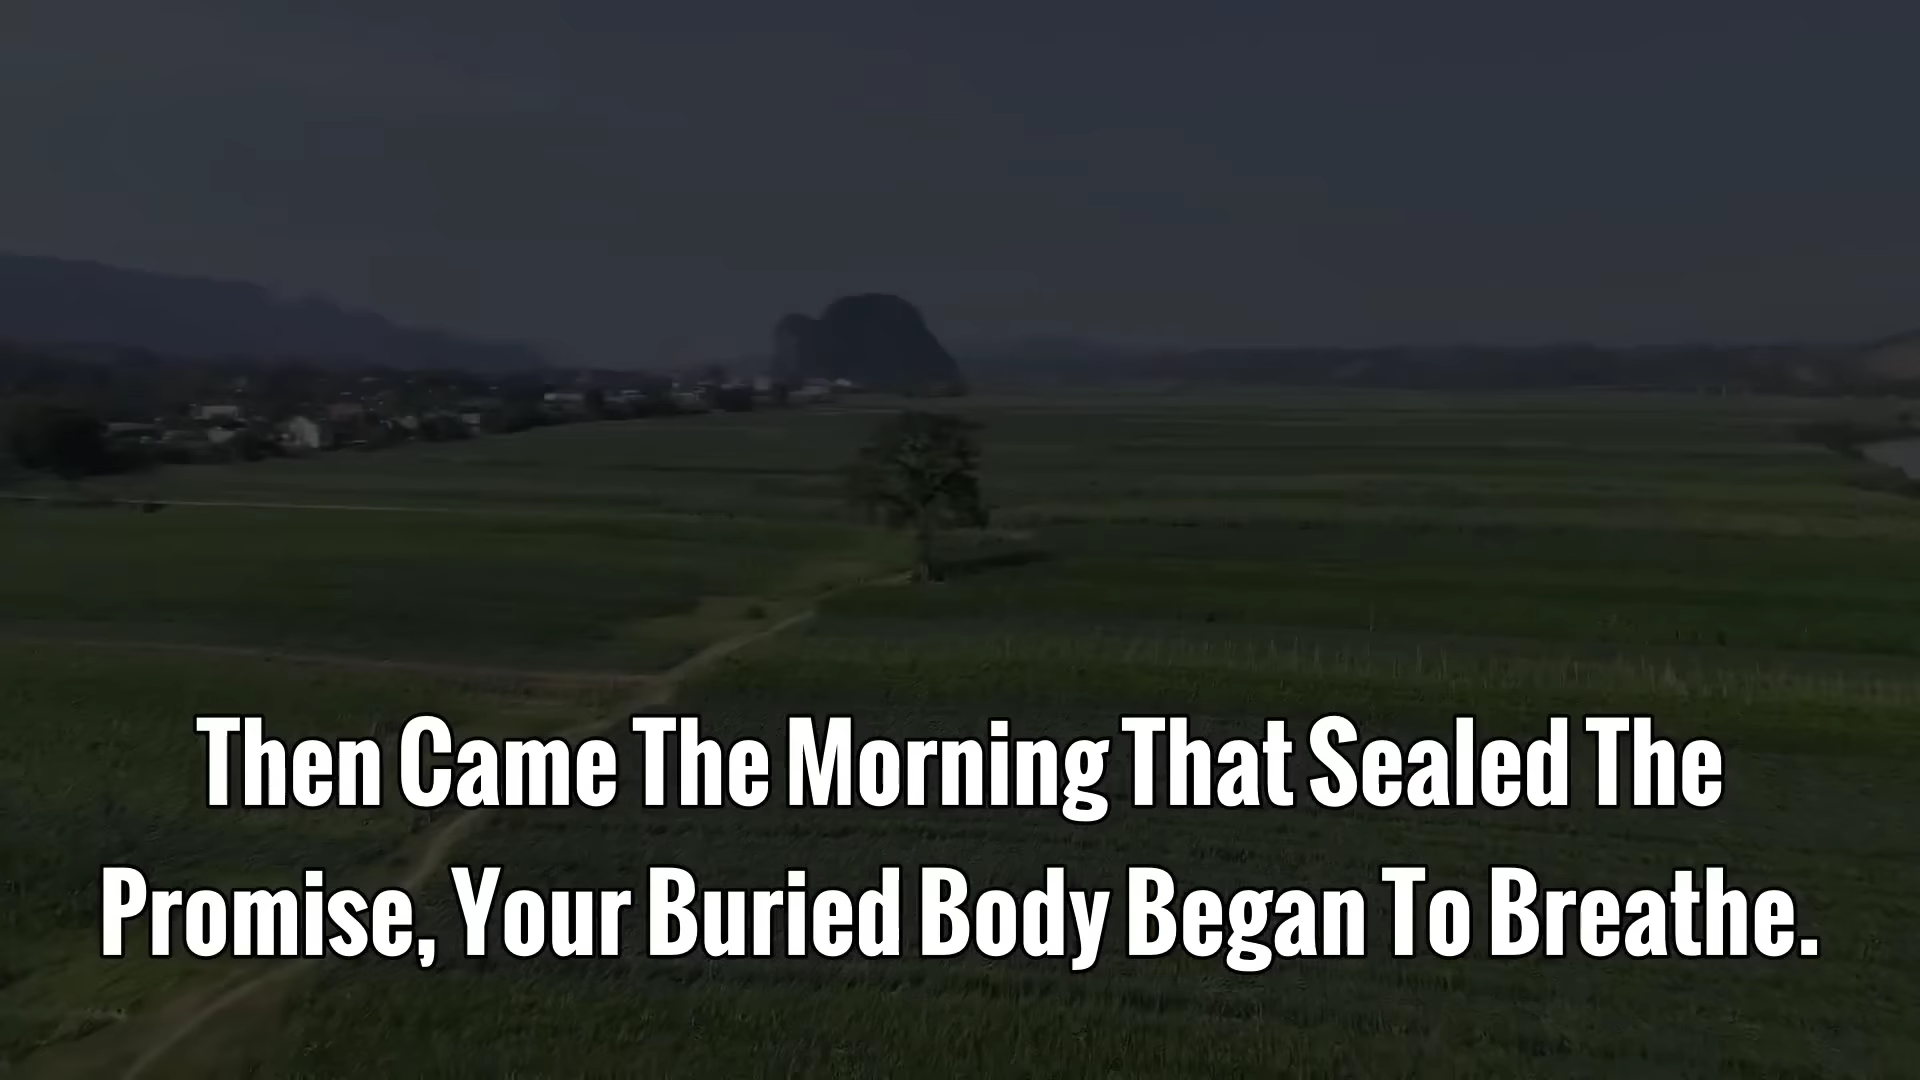 Then Came The Morning That Sealed The
Promise, Your Buried Body Began To Breathe.